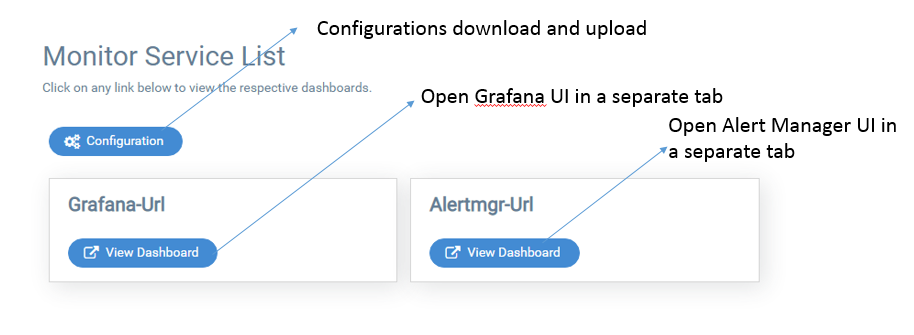 Configurations download and upload
Monitor Service List
Click on any link below to view the respective dashboards.
Open Grafana UI in a separate tab
Open Alert Manager UI in
a separate tab
Configuration
Grafana-Url
View Dashboard
Alertmgr-Url
View Dashboard